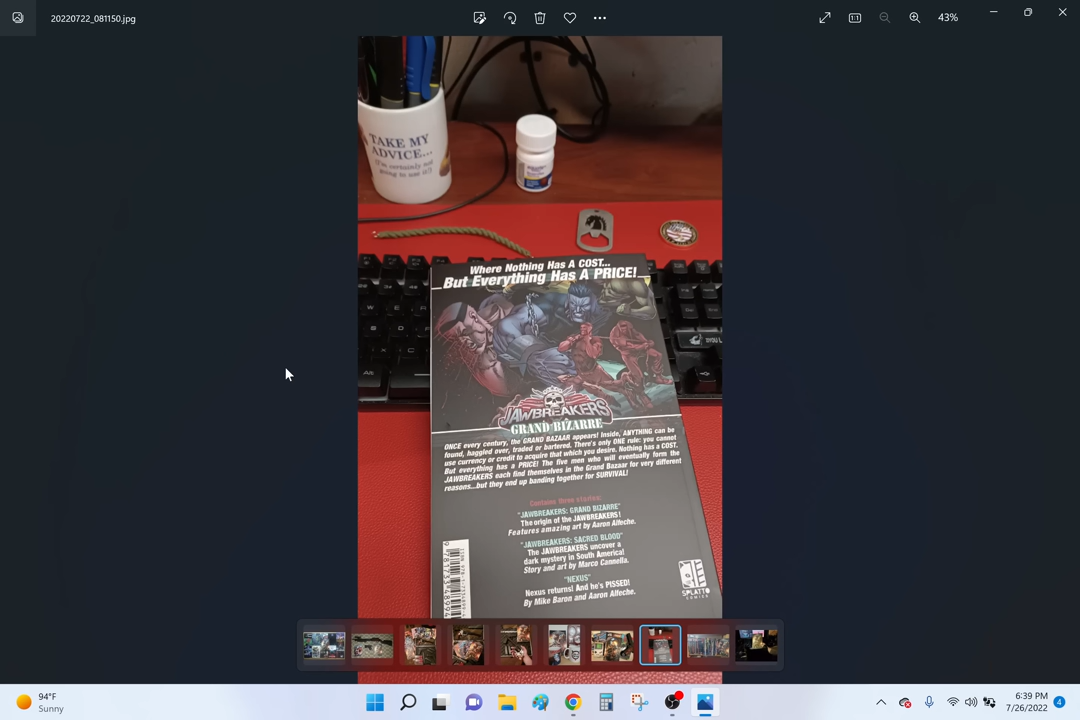 20220722_081150.jpg
43%
TAKE MY
ADVICE...
(I'm certainly not
going to use it!)
Where Nothing Has A COST...
But Everything Has A PRICE!
JAWBREAKERS
GRAND BIZARRE
ONCE every century, the GRAND BAZAAR appears! Inside, ANYTHING can be
found, haggled over, traded or bartered. There's only ONE rule: you cannot
use currency or credit to acquire that which you desire. Nothing has a COST.
But everything has a PRICE! The five men who will eventually form the
JAWBREAKERS each find themselves in the Grand Bazaar for very different
reasons...but they end up banding together for SURVIVAL!
Contains three stories:
"JAWBREAKERS: GRAND BIZARRE"
The origin of the JAWBREAKERS!
Features amazing art by Aaron Alfeche.
"JAWBREAKERS: SACRED BLOOD"
The JAWBREAKERS uncover a
dark mystery in South America!
Story and art by Marco Cannella.
"NEXUS"
Nexus returns! And he's PISSED!
By Mike Baron and Aaron Alfeche.
SPLATTO
COMICS
94°F
Sunny
6:39 PM
7/26/2022
4